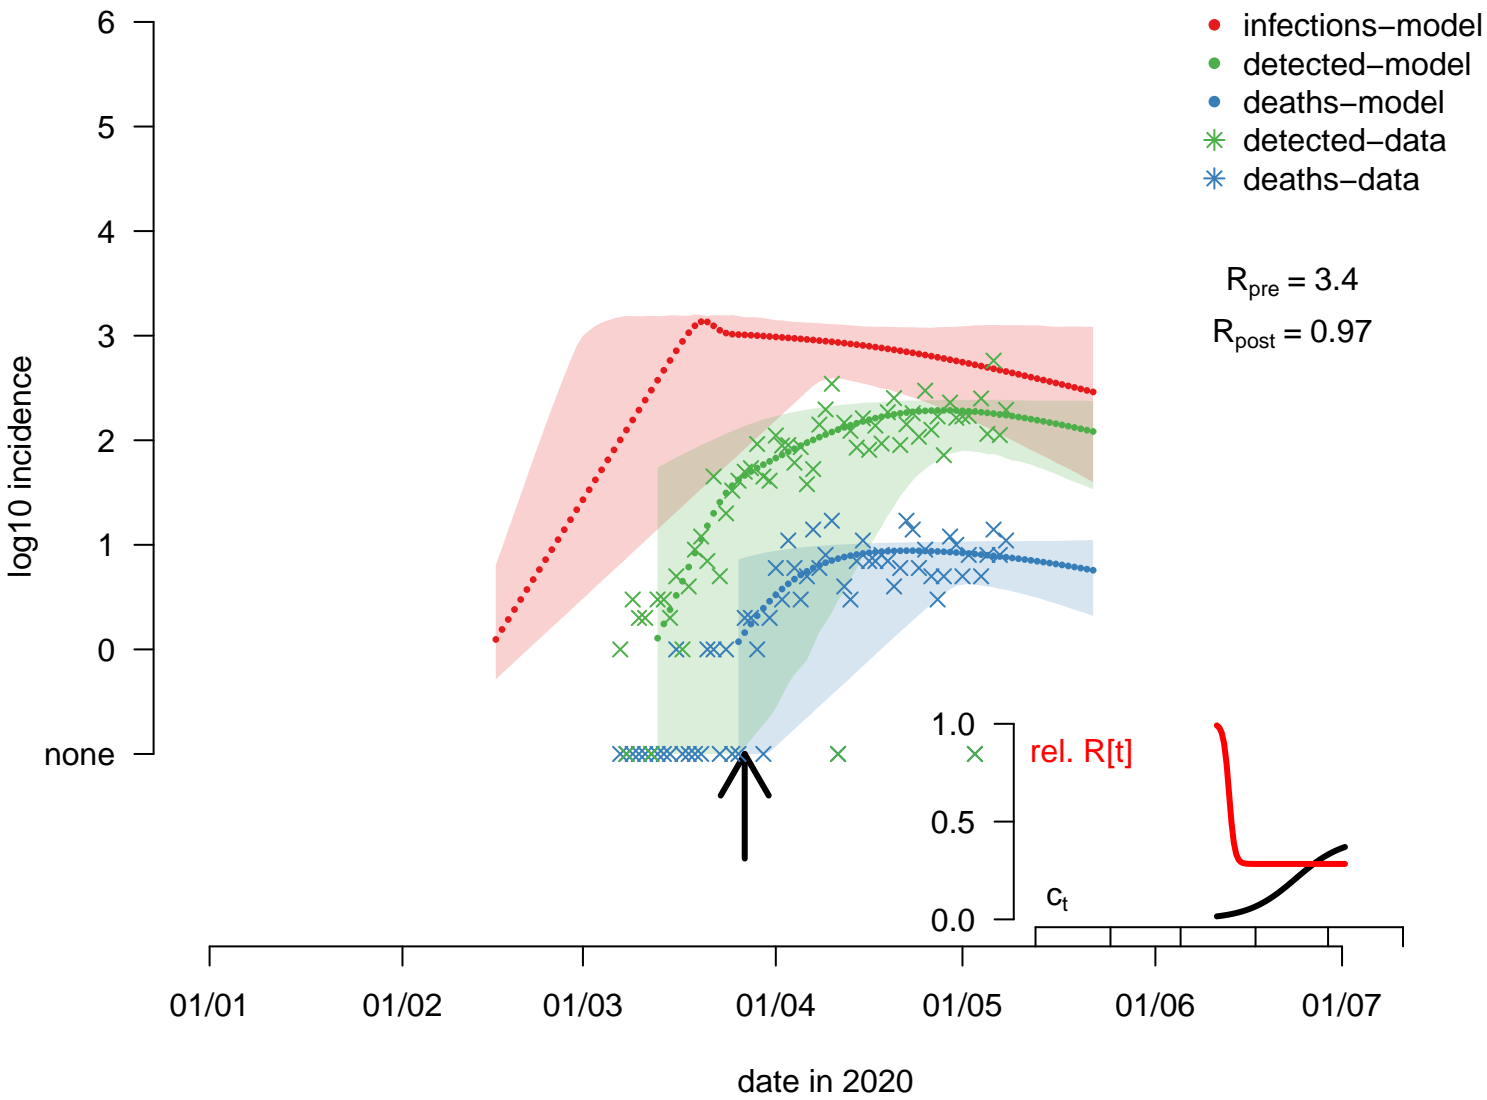 infections−model
detected−model
deaths−model
detected−data
deaths−data
Rpre = 3.4
Rpost = 0.97
log10 incidence
6
5
4
3
2
1
0
none
1.0
0.5
0.0
rel. R[t]
ct
01/01
01/02
01/03
01/04
01/05
01/06
01/07
date in 2020